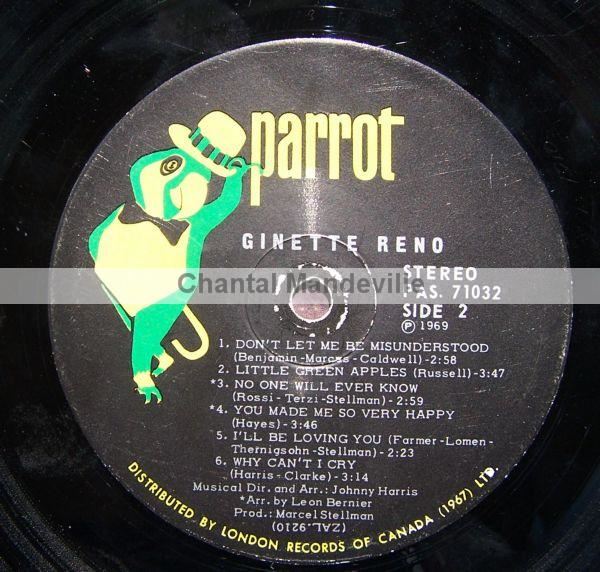 parrot
GINETTE RENO
STEREO
Chantal Mandeville
PAS. 71032
SIDE 2
Ⓟ 1969
1. DON'T LET ME BE MISUNDERSTOOD
(Benjamin-Marcus-Caldwell)-2:58
2. LITTLE GREEN APPLES (Russell)-3:47
*3. NO ONE WILL EVER KNOW
(Rossi-Terzi-Stellman)-2:59
*4. YOU MADE ME SO VERY HAPPY
(Hayes)-3:46
5. I'LL BE LOVING YOU (Farmer-Lomen-
Thernigsohn-Stellman)-2:23
6. WHY CAN'T I CRY
(Harris-Clarke)-3:14
Musical Dir. and Arr.: Johnny Harris
*Arr. by Leon Bernier
Prod.: Marcel Stellman
(ZAL.9210)
DISTRIBUTED BY LONDON RECORDS OF CANADA (1967) LTD.